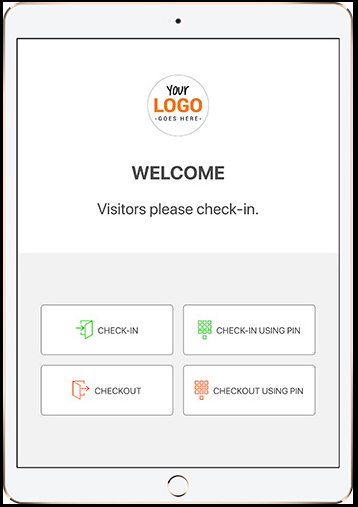 Your
LOGO
-GOES HERE-
WELCOME
Visitors please check-in.
CHECK-IN
CHECK-IN USING PIN
CHECKOUT
CHECKOUT USING PIN